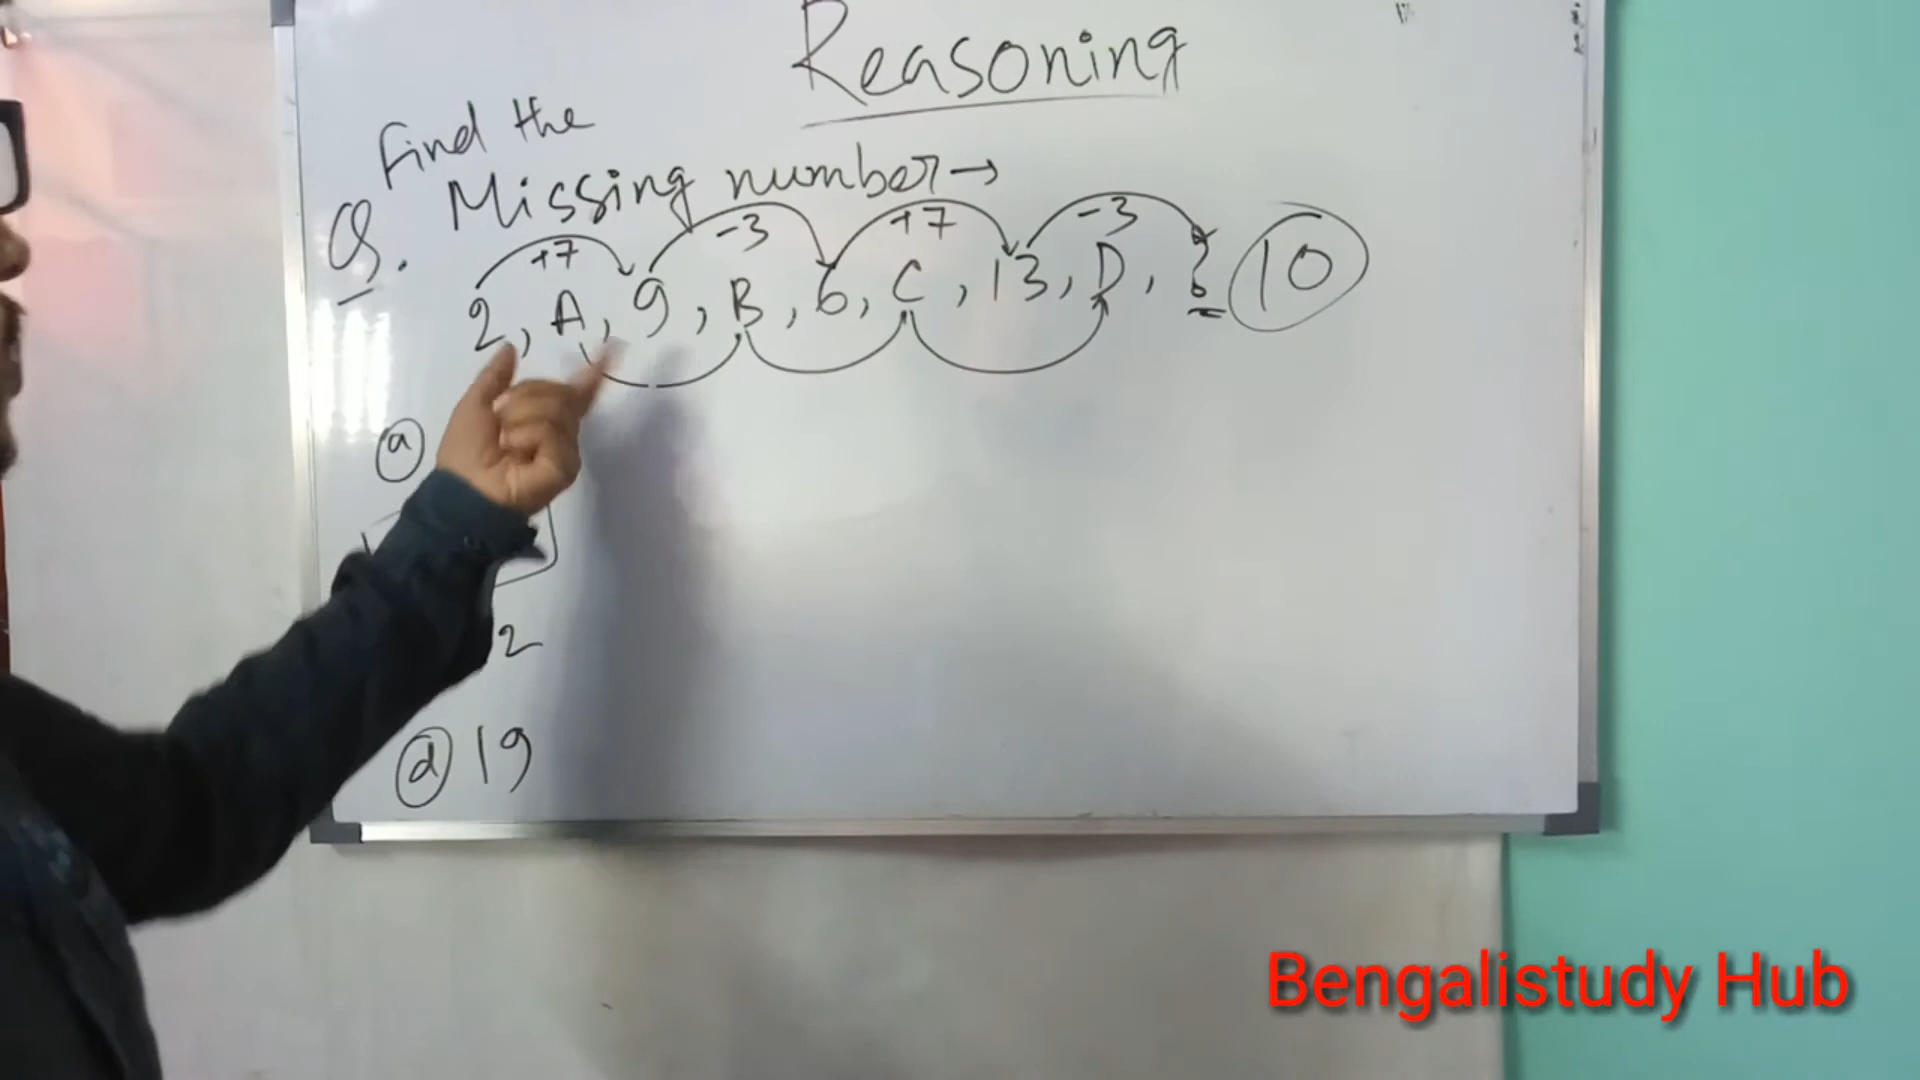 Reasoning
Find the
Q. Missing number →
+7 -3 +7 -3
2, A, 9, B, 6, C, 13, D, ? 10
a
2
d 19
Bengalistudy Hub